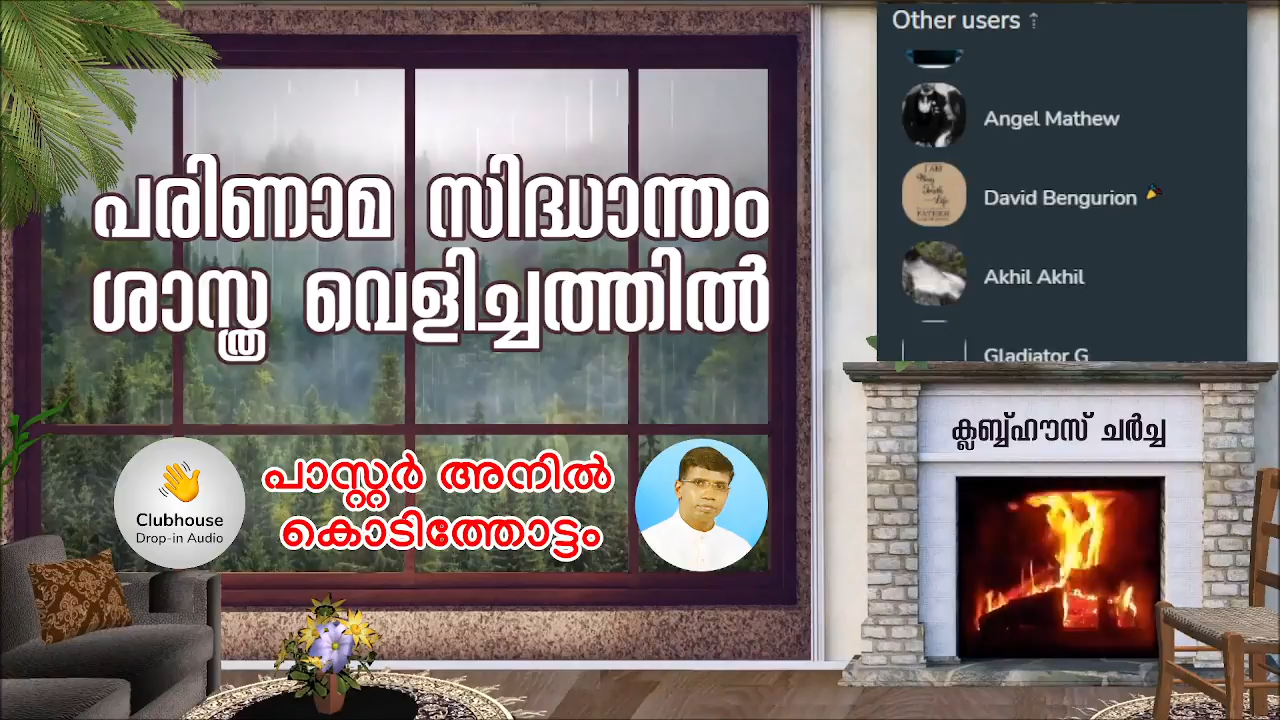 പരിണാമ സിദ്ധാന്തം
ശാസ്ത്ര വെളിച്ചത്തിൽ
Clubhouse
Drop-in Audio
പാസ്റ്റർ അനിൽ
കൊടിത്തോട്ടം
Other users ⇡
Angel Mathew
David Bengurion 🎉
Akhil Akhil
Gladiator G
ക്ലബ്ബ്ഹൗസ് ചർച്ച